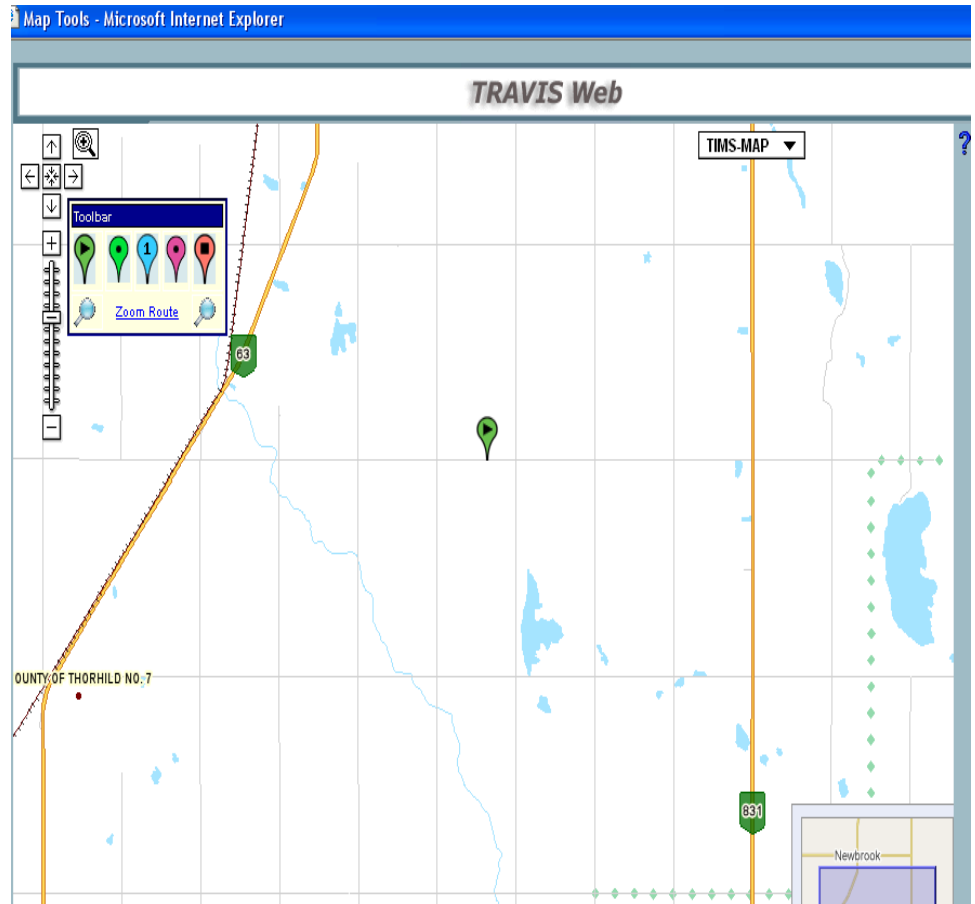 Map Tools - Microsoft Internet Explorer
TRAVIS Web
TIMS-MAP
?
Toolbar
1
Zoom Route
63
OUNTY OF THORHILD NO. 7
831
Newbrook